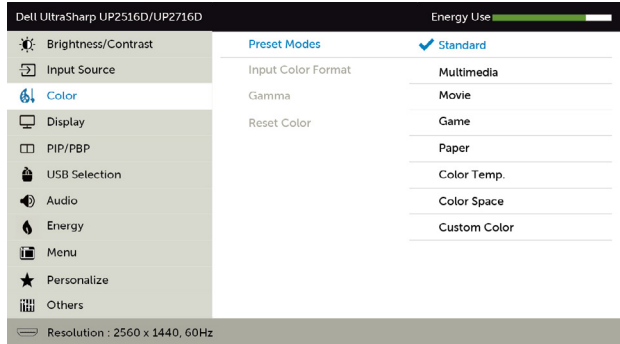 Dell UltraSharp UP2516D/UP2716D Energy Use
Brightness/Contrast Preset Modes Standard
Input Source Input Color Format Multimedia
Color Gamma Movie
Display Reset Color Game
PIP/PBP Paper
USB Selection Color Temp.
Audio Color Space
Energy Custom Color
Menu
Personalize
Others
Resolution : 2560 x 1440, 60Hz